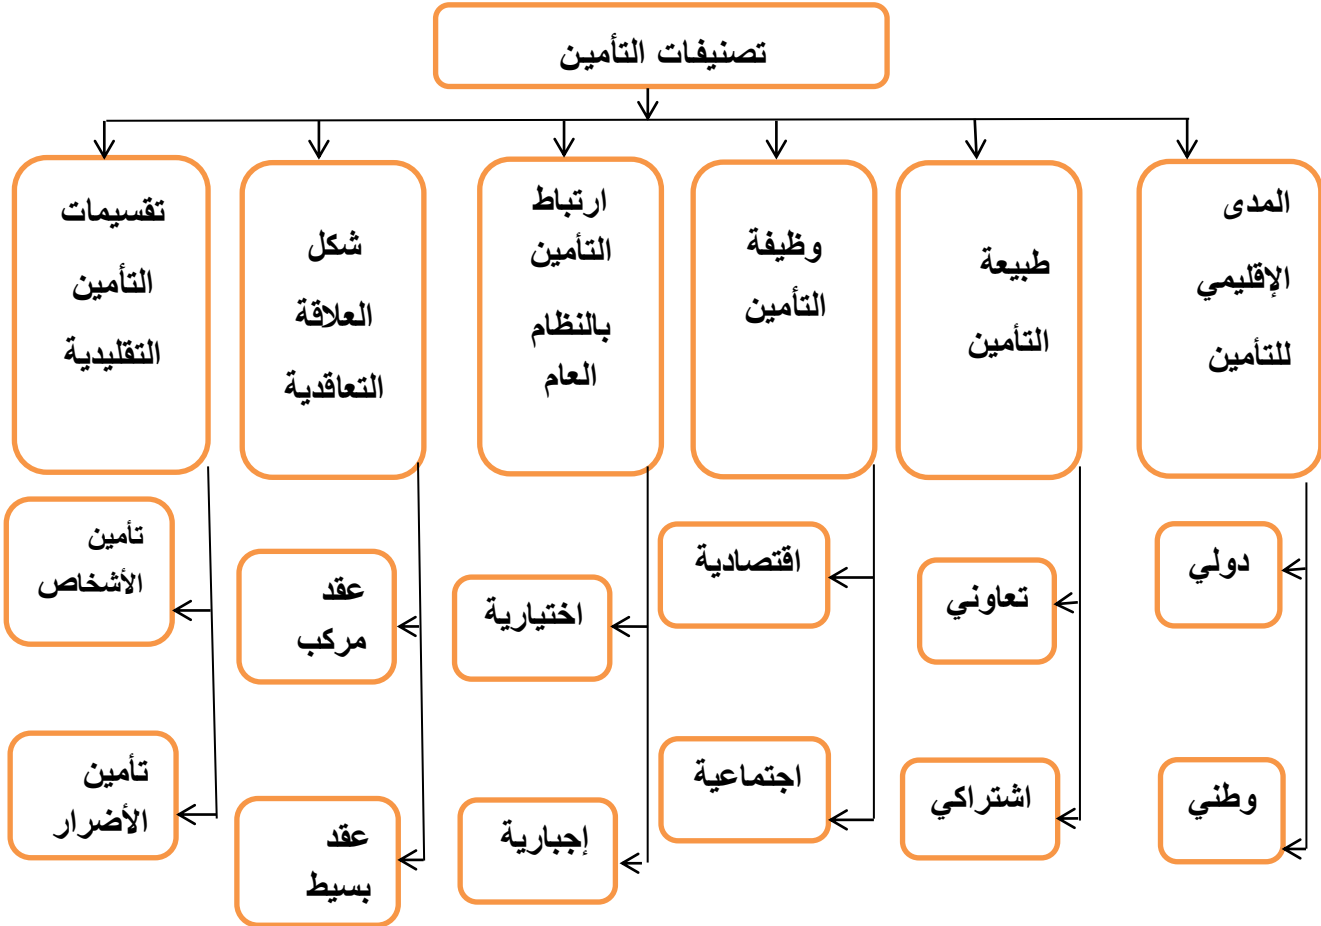 تصنيفات التأمين
المدى
الإقليمي
للتأمين
طبيعة
التأمين
وظيفة
التأمين
ارتباط
التأمين
بالنظام
العام
شكل
العلاقة
التعاقدية
تقسيمات
التأمين
التقليدية
دولي
وطني
تعاوني
اشتراكي
اقتصادية
اجتماعية
اختيارية
إجبارية
عقد
مركب
عقد
بسيط
تأمين
الأشخاص
تأمين
الأضرار